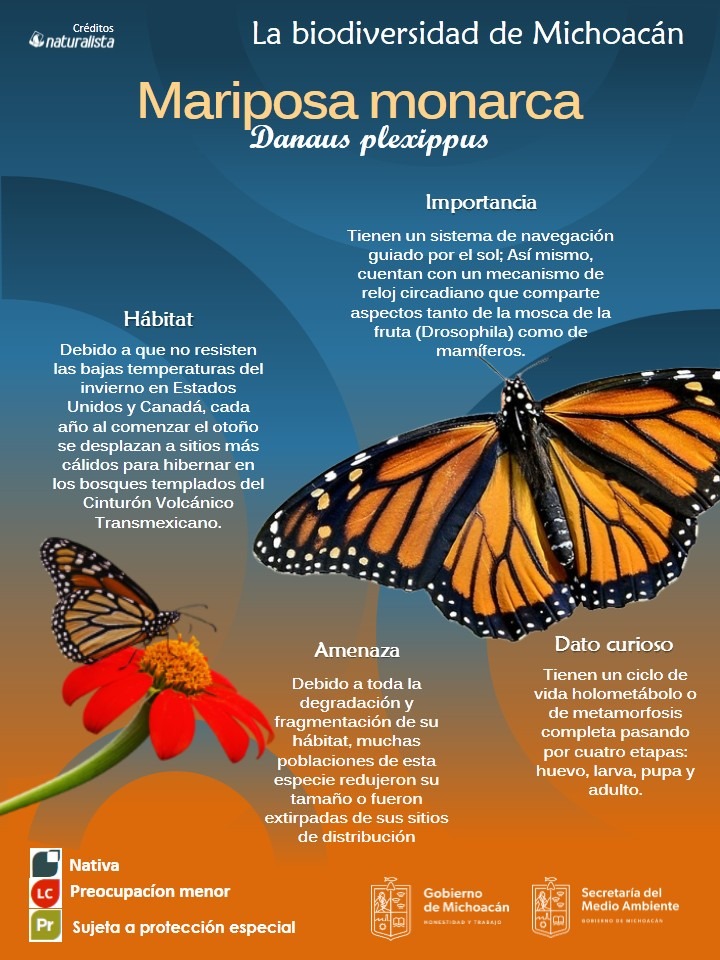 Créditos
naturalista
La biodiversidad de Michoacán
Mariposa monarca
Danaus plexippus
Importancia
Tienen un sistema de navegación
guiado por el sol; Así mismo,
cuentan con un mecanismo de
reloj circadiano que comparte
aspectos tanto de la mosca de la
fruta (Drosophila) como de
mamíferos.
Hábitat
Debido a que no resisten
las bajas temperaturas del
invierno en Estados
Unidos y Canadá, cada
año al comenzar el otoño
se desplazan a sitios más
cálidos para hibernar en
los bosques templados del
Cinturón Volcánico
Transmexicano.
Amenaza
Debido a toda la
degradación y
fragmentación de su
hábitat, muchas
poblaciones de esta
especie redujeron su
tamaño o fueron
extirpadas de sus sitios
de distribución
Dato curioso
Tienen un ciclo de
vida holometábolo o
de metamorfosis
completa pasando
por cuatro etapas:
huevo, larva, pupa y
adulto.
Nativa
LC Preocupacíon menor
Pr Sujeta a protección especial
Gobierno
de Michoacán
HONESTIDAD Y TRABAJO
Secretaría del
Medio Ambiente
GOBIERNO DE MICHOACÁN